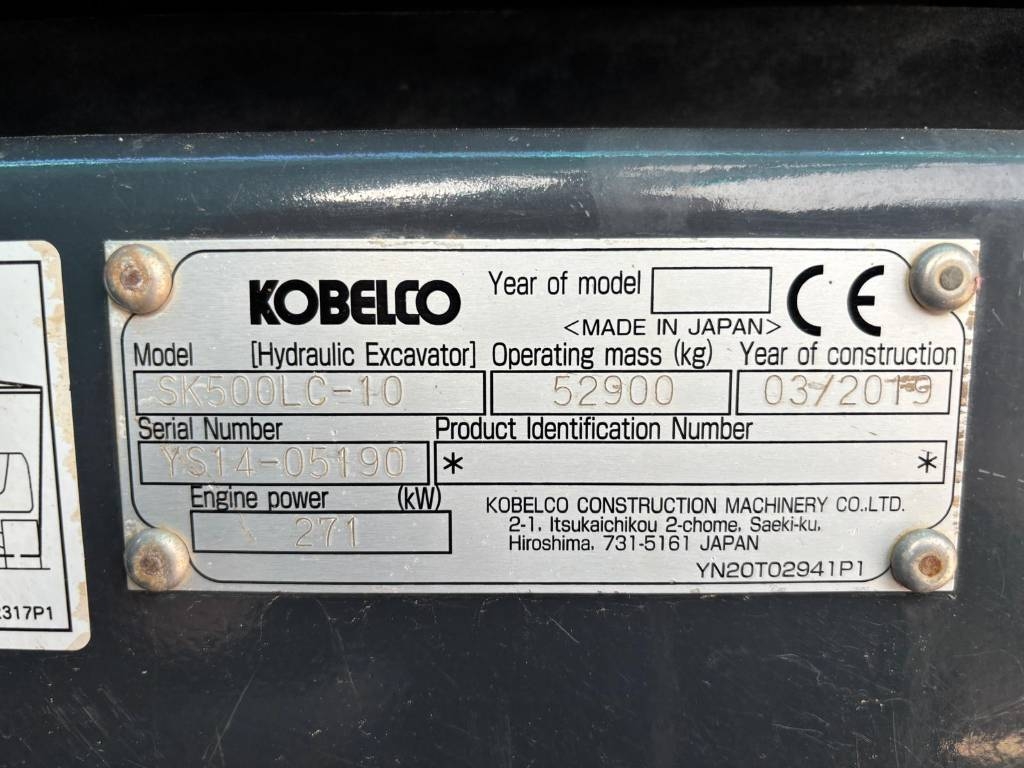 KOBELCO
Year of model
CE
<MADE IN JAPAN>
Model [Hydraulic Excavator] Operating mass (kg) Year of construction
SK500LC-10 52900 03/2019
Serial Number Product Identification Number
YS14-05190 * *
Engine power (kW)
271
KOBELCO CONSTRUCTION MACHINERY CO.,LTD.
2-1, Itsukaichikou 2-chome, Saeki-ku,
Hiroshima, 731-5161 JAPAN
YN20T02941P1
2317P1